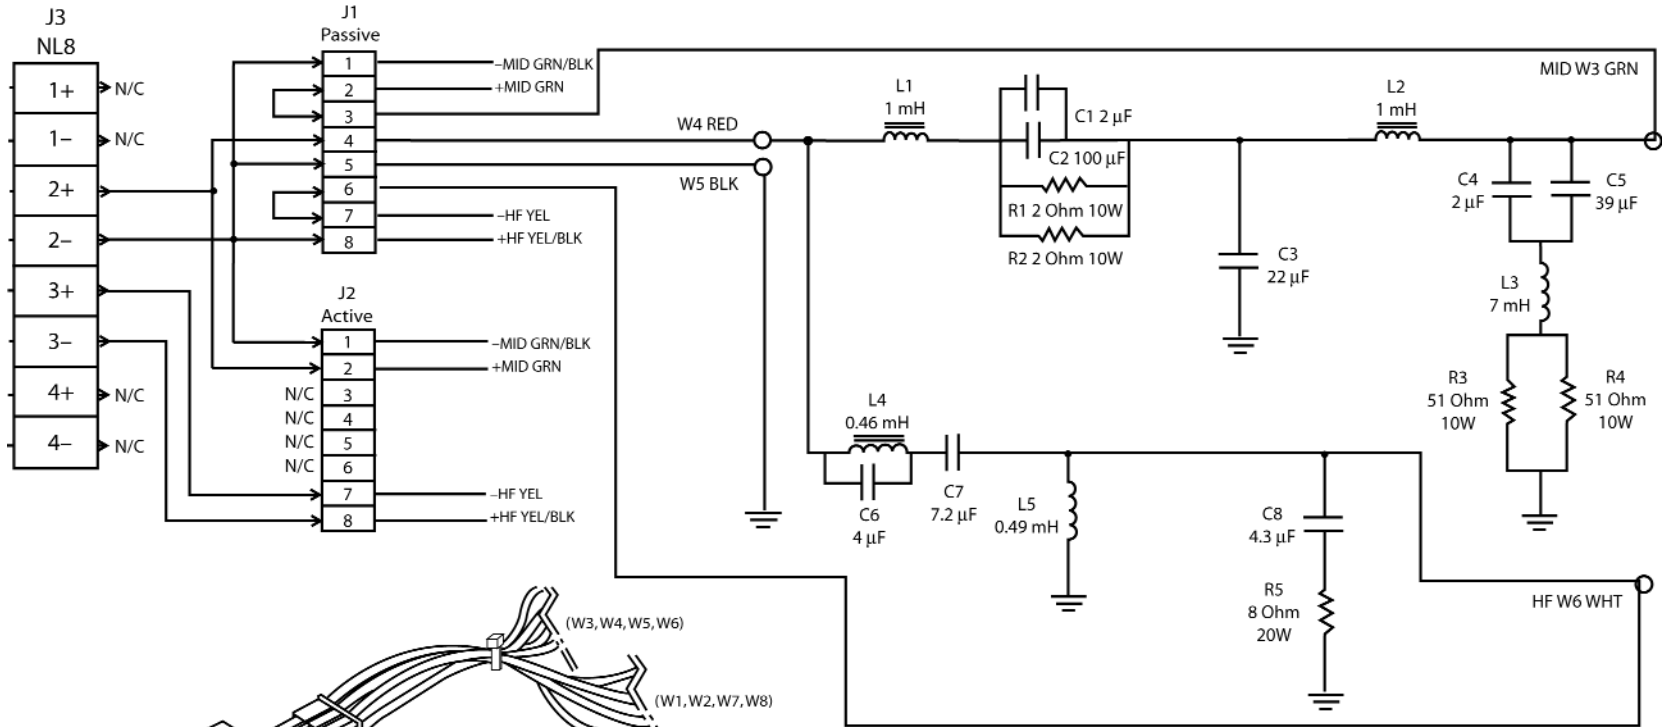 J3
NL8
1+
N/C
1–
N/C
2+
2–
3+
3–
4+
N/C
4–
N/C
J1
Passive
1
–MID GRN/BLK
2
+MID GRN
3
4
5
6
7
–HF YEL
8
+HF YEL/BLK
J2
Active
1
–MID GRN/BLK
2
+MID GRN
N/C
3
N/C
4
N/C
5
N/C
6
7
–HF YEL
8
+HF YEL/BLK
W4 RED
W5 BLK
L1
1 mH
C1 2 µF
C2 100 µF
R1 2 Ohm 10W
R2 2 Ohm 10W
C3
22 µF
L2
1 mH
MID W3 GRN
C4
2 µF
C5
39 µF
L3
7 mH
R3
51 Ohm
10W
R4
51 Ohm
10W
L4
0.46 mH
C6
4 µF
C7
7.2 µF
L5
0.49 mH
C8
4.3 µF
R5
8 Ohm
20W
HF W6 WHT
(W3, W4, W5, W6)
(W1, W2, W7, W8)